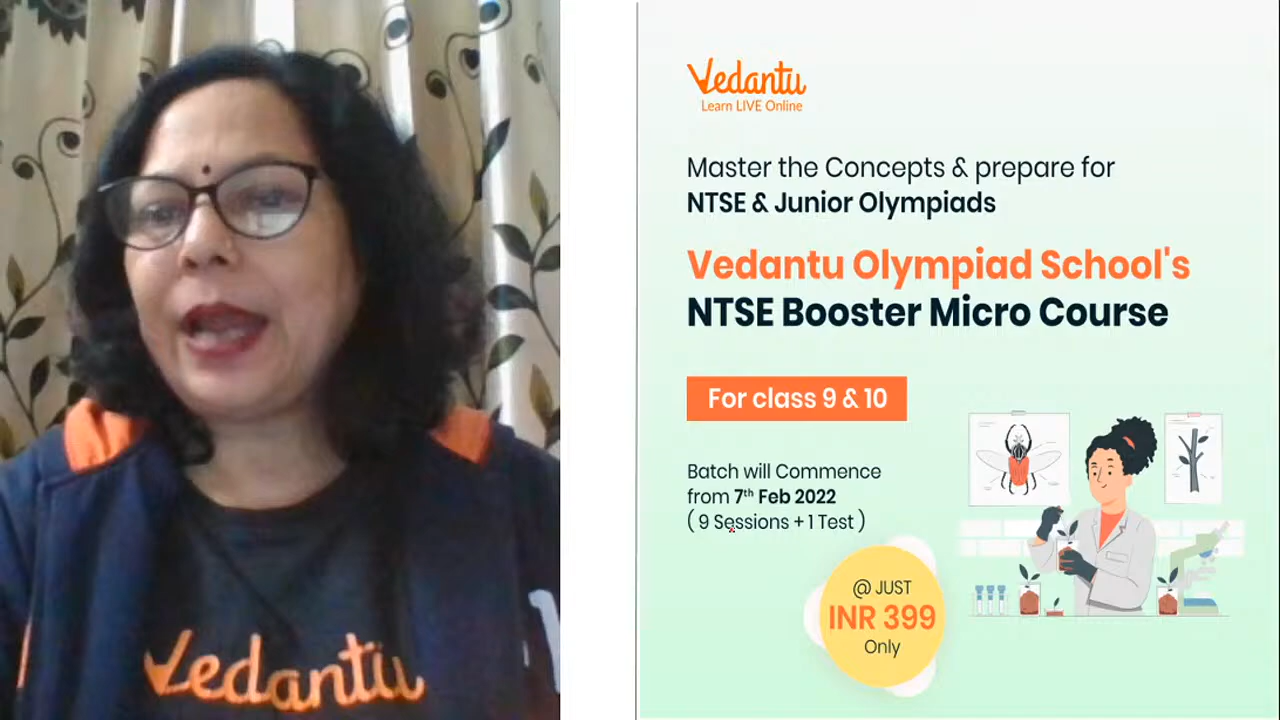 Vedantu
Learn LIVE Online
Master the Concepts & prepare for
NTSE & Junior Olympiads
Vedantu Olympiad School's
NTSE Booster Micro Course
For class 9 & 10
Batch will Commence
from 7th Feb 2022
( 9 Sessions + 1 Test )
@ JUST
INR 399
Only
Vedantu